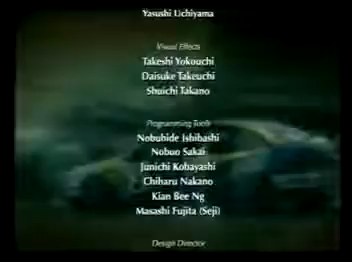 Yasushi Uchiyama
Visual Effects
Takeshi Yokouchi
Daisuke Takeuchi
Shuichi Takano
Programming Tools
Nobuhide Ishibashi
Nobuo Sakai
Junichi Kobayashi
Chiharu Nakano
Kian Bee Ng
Masashi Fujita (Seji)
Design Director